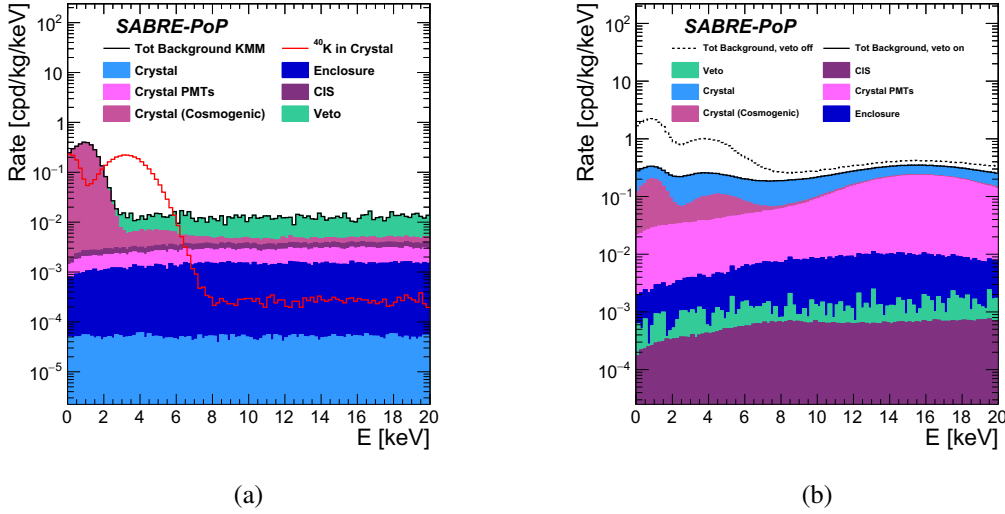 SABRE-PoP
Tot Background KMM
⁴⁰K in Crystal
Crystal
Enclosure
Crystal PMTs
CIS
Crystal (Cosmogenic)
Veto
Rate [cpd/kg/keV]
10²
10
1
10⁻¹
10⁻²
10⁻³
10⁻⁴
10⁻⁵
0 2 4 6 8 10 12 14 16 18 20
E [keV]
(a)
SABRE-PoP
Tot Background, veto off
Tot Background, veto on
Veto
CIS
Crystal
Crystal PMTs
Crystal (Cosmogenic)
Enclosure
Rate [cpd/kg/keV]
10²
10
1
10⁻¹
10⁻²
10⁻³
10⁻⁴
0 2 4 6 8 10 12 14 16 18 20
E [keV]
(b)